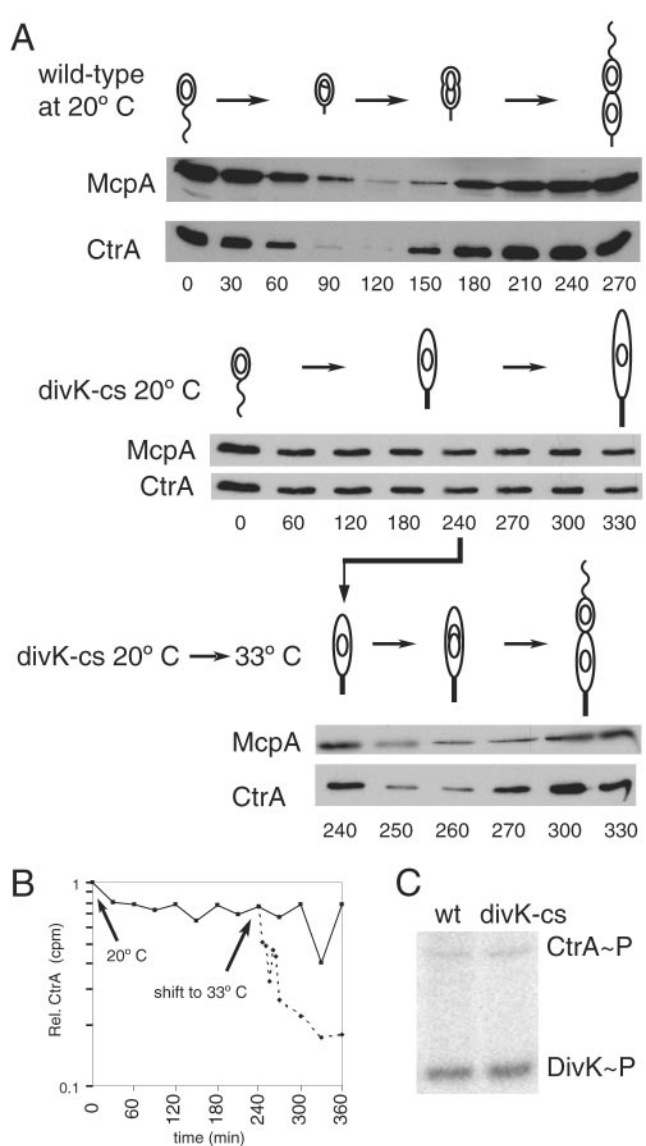 A
wild-type
at 20° C
McpA
CtrA
0 30 60 90 120 150 180 210 240 270
divK-cs 20° C
McpA
CtrA
0 60 120 180 240 270 300 330
divK-cs 20° C 33° C
McpA
CtrA
240 250 260 270 300 330
B
Rel. CtrA (cpm)
1
0.1
20° C
shift to 33° C
0 60 120 180 240 300 360
time (min)
C
wt divK-cs
CtrA~P
DivK~P